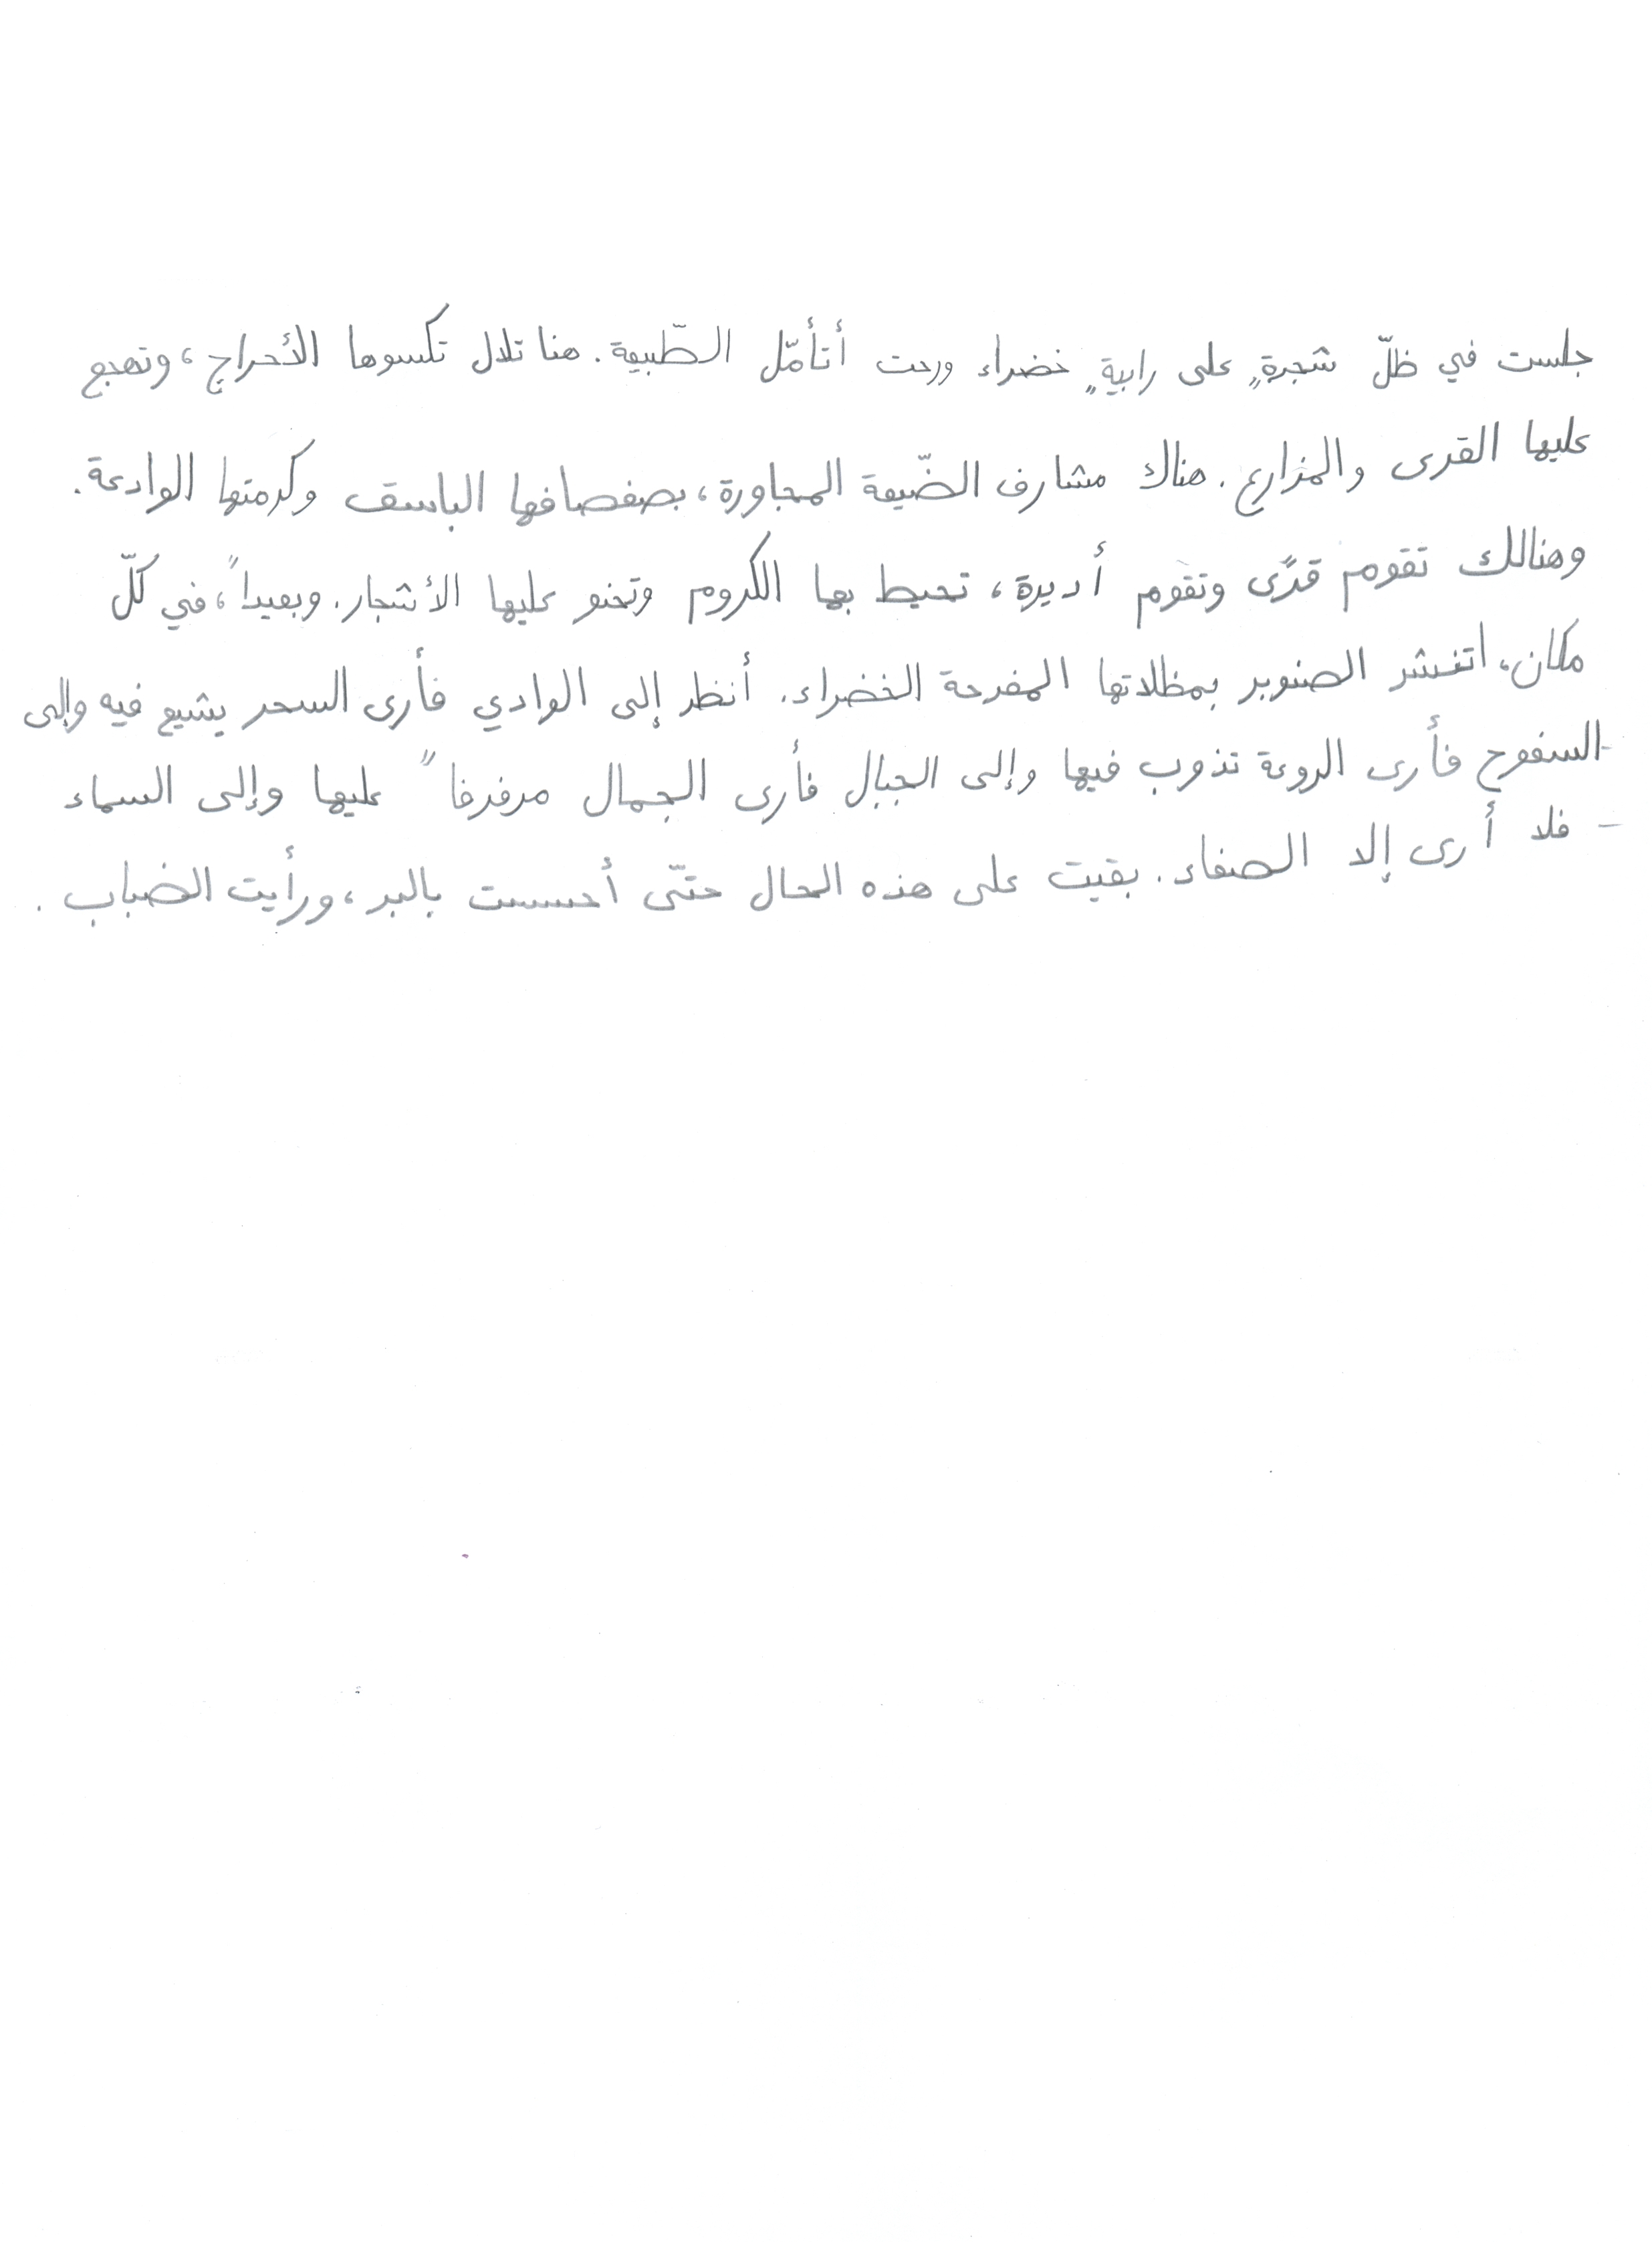 جلست في ظلّ شجرةٍ على رابيةٍ خضراء ورحت أتأمّل الطّبيعة. هنا تلال تكسوها الأحراج، وتهجع
عليها القرى والمزارع. هناك مشارف الضّيعة المجاورة، بصفصافها الباسق وكرمتها الوادعة.
وهنالك تقوم قرًى وتقوم أديرة، تحيط بها الكروم وتحنو عليها الأشجار. وبعيداً، في كلّ
مكان، انتشر الصنوبر بمظلاتها المفرحة الخضراء. أنظر إلى الوادي فأرى السحر يشيع فيه وإلى
السفوح فأرى الروعة تذوب فيها وإلى الجبال فأرى الجمال مرفرفاً عليها وإلى السماء
فلا أرى إلا الصفاء. بقيت على هذه الحال حتّى أحسست بالبر، ورأيت الضباب.